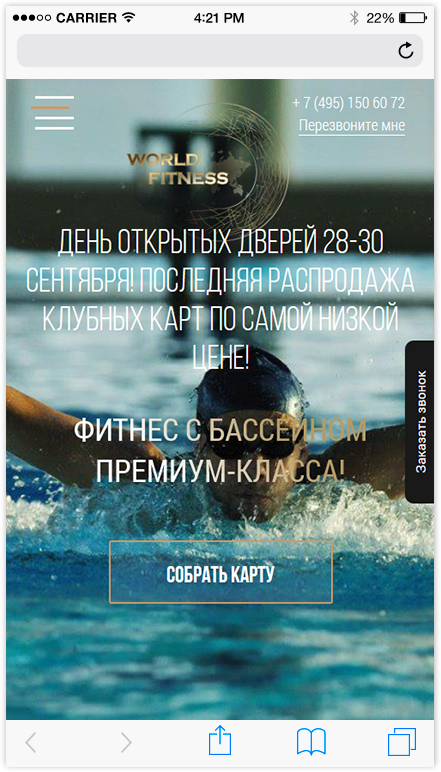 CARRIER 4:21 PM 22%
+ 7 (495) 150 60 72
Перезвоните мне
WORLD
FITNESS
ДЕНЬ ОТКРЫТЫХ ДВЕРЕЙ 28-30
СЕНТЯБРЯ! ПОСЛЕДНЯЯ РАСПРОДАЖА
КЛУБНЫХ КАРТ ПО САМОЙ НИЗКОЙ
ЦЕНЕ!
Заказать звонок
ФИТНЕС С БАССЕЙНОМ
ПРЕМИУМ-КЛАССА!
СОБРАТЬ КАРТУ